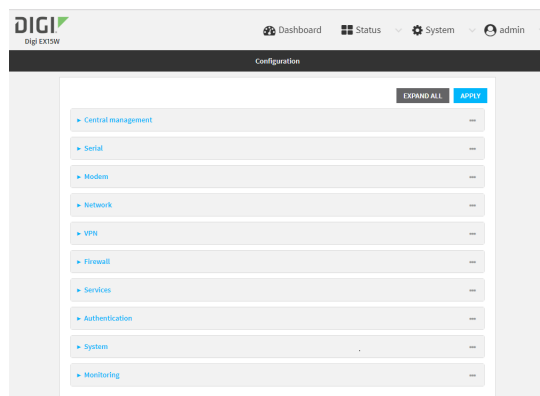 DIGI.
Dashboard Status System admin
Digi EX15W
Configuration
EXPAND ALL APPLY
Central management
Serial
Modem
Network
VPN
Firewall
Services
Authentication
System
Monitoring